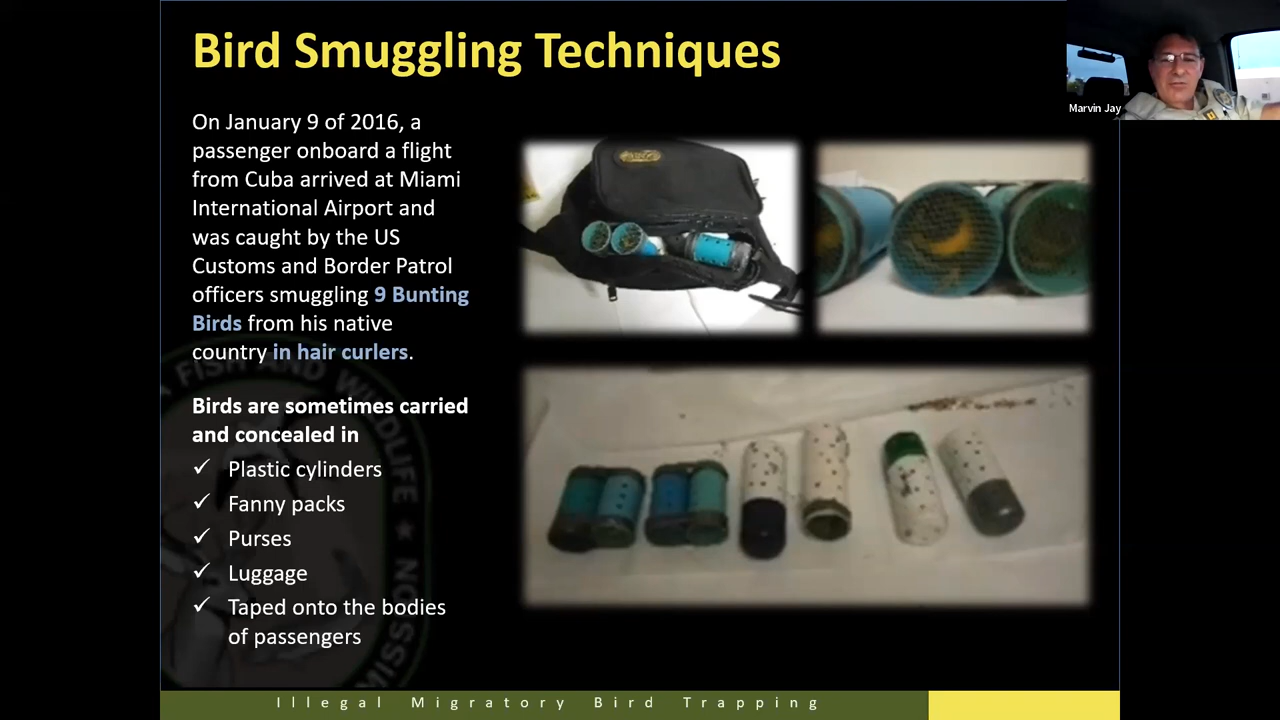 Bird Smuggling Techniques
Marvin Jay
On January 9 of 2016, a
passenger onboard a flight
from Cuba arrived at Miami
International Airport and
was caught by the US
Customs and Border Patrol
officers smuggling 9 Bunting
Birds from his native
country in hair curlers.
Birds are sometimes carried
and concealed in
✓ Plastic cylinders
✓ Fanny packs
✓ Purses
✓ Luggage
✓ Taped onto the bodies
of passengers
FISH AND WILDLIFE
Illegal Migratory Bird Trapping